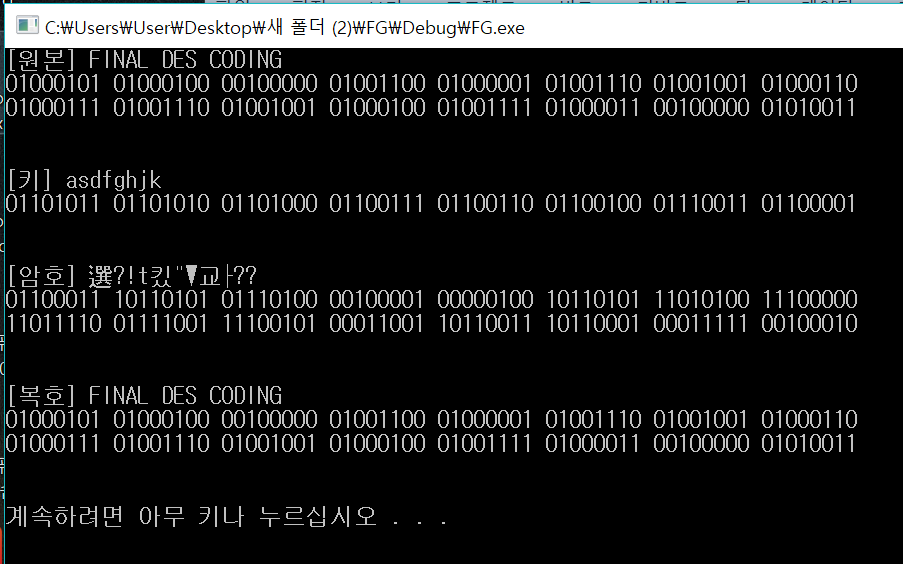 C:₩Users₩User₩Desktop₩새 폴더 (2)₩FG₩Debug₩FG.exe
[원본] FINAL DES CODING
01000101 01000100 00100000 01001100 01000001 01001110 01001001 01000110
01000111 01001110 01001001 01000100 01001111 01000011 00100000 01010011
[키] asdfghjk
01101011 01101010 01101000 01100111 01100110 01100100 01110011 01100001
[암호] 選?!t킸"▼교ㅏ??
01100011 10110101 01110100 00100001 00000100 10110101 11010100 11100000
11011110 01111001 11100101 00011001 10110011 10110001 00011111 00100010
[복호] FINAL DES CODING
01000101 01000100 00100000 01001100 01000001 01001110 01001001 01000110
01000111 01001110 01001001 01000100 01001111 01000011 00100000 01010011
계속하려면 아무 키나 누르십시오 . . .